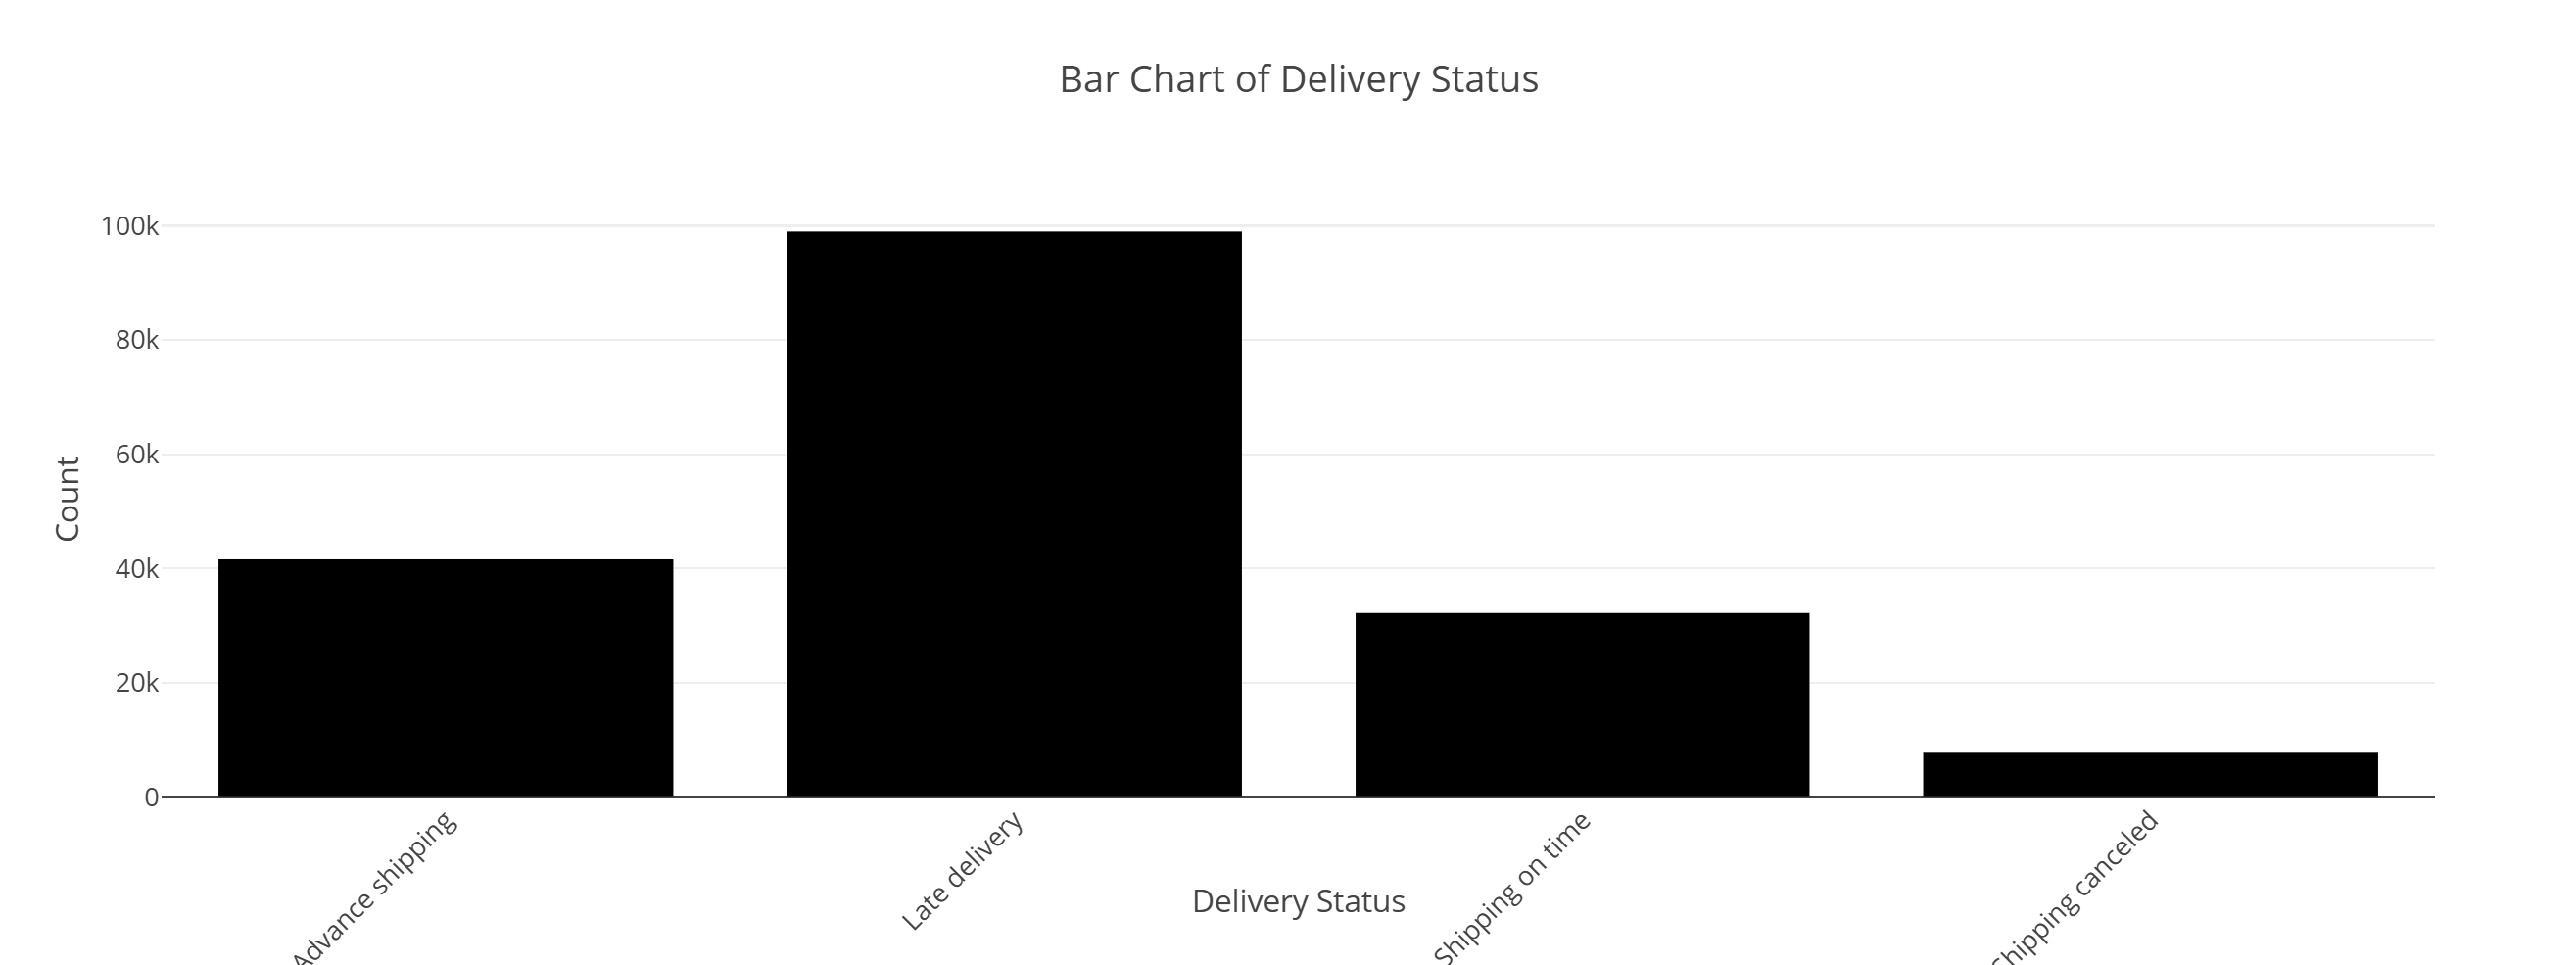 Bar Chart of Delivery Status
100k
80k
60k
40k
20k
0
Count
Advance shipping
Late delivery
Shipping on time
Shipping canceled
Delivery Status